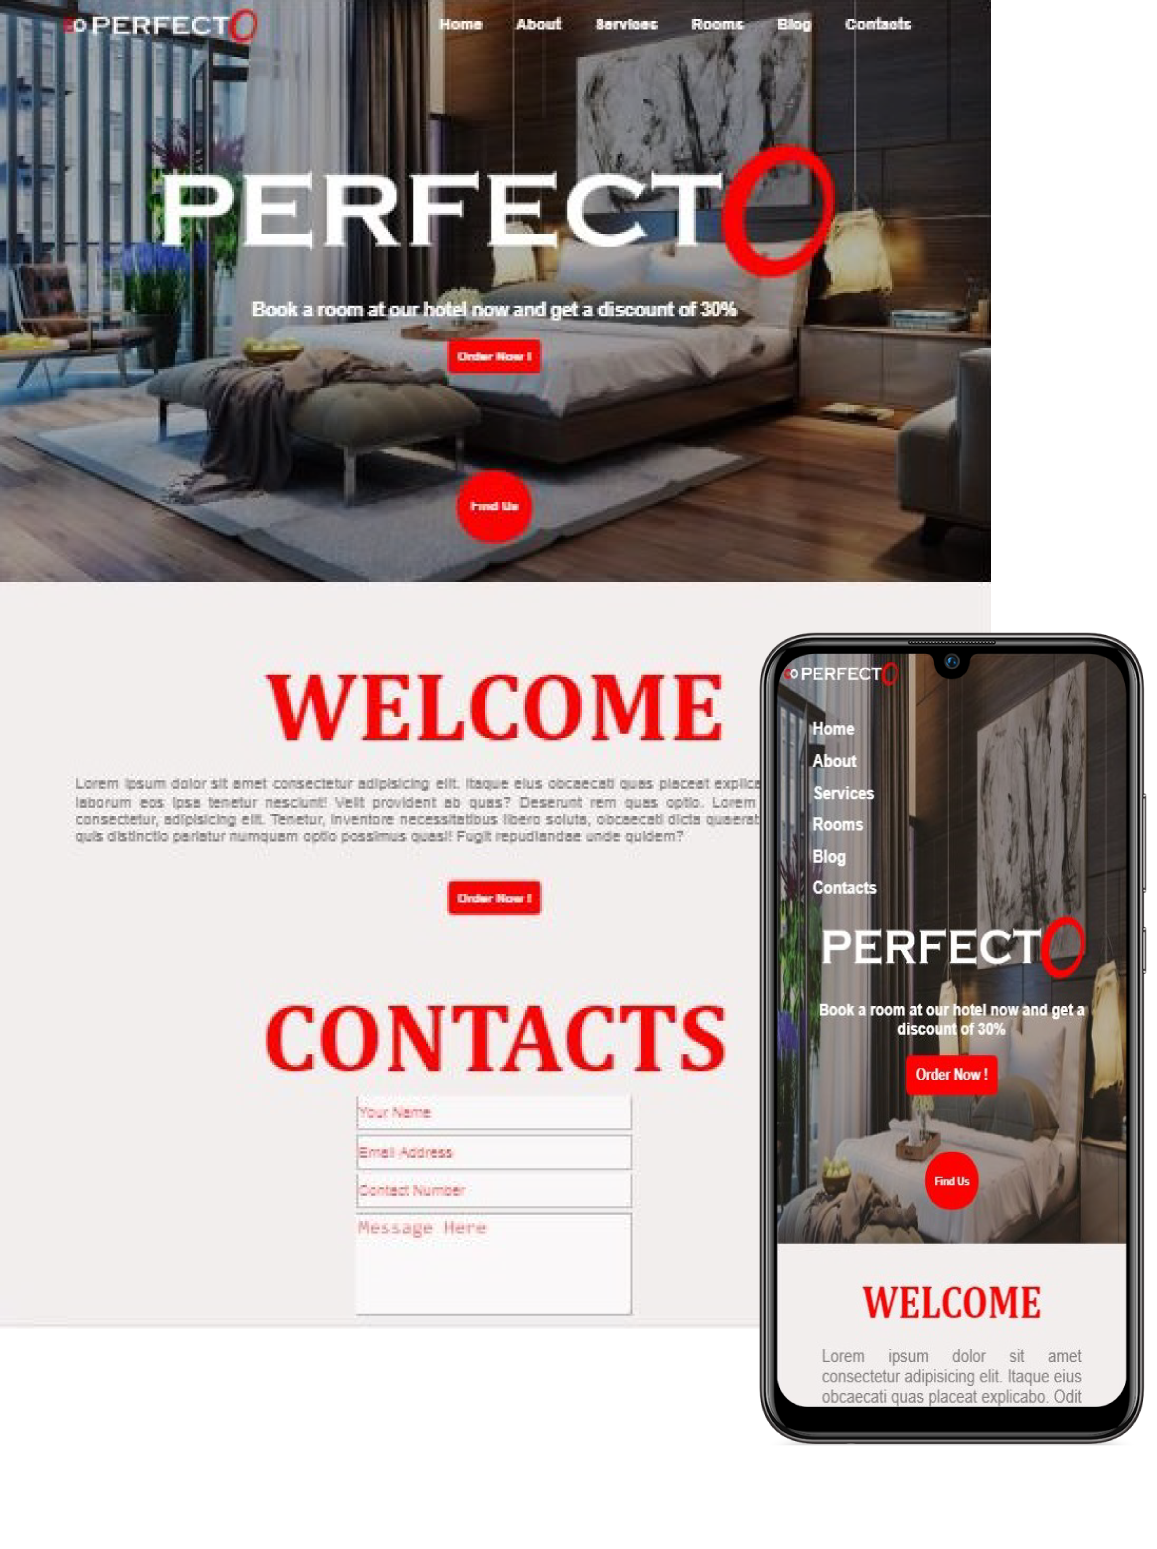 PERFECTO
Home About Services Rooms Blog Contacts
PERFECTO
Book a room at our hotel now and get a discount of 30%
Order Now !
Find Us
WELCOME
Lorem ipsum dolor sit amet consectetur adipisicing elit. Itaque eius obcaecati quas placeat explica
laborum eos ipsa tenetur nesciunt! Velit provident ab quas? Deserunt rem quas optio. Lorem
consectetur, adipisicing elit. Tenetur, inventore necessitatibus libero soluta, obcaecati dicta quaerat
quis distinctio pariatur numquam optio possimus quasi! Fugit repudiandae unde quidem?
Order Now !
CONTACTS
Your Name
Email Address
Contact Number
Message Here
PERFECTO
Home
About
Services
Rooms
Blog
Contacts
PERFECTO
Book a room at our hotel now and get a
discount of 30%
Order Now !
Find Us
WELCOME
Lorem ipsum dolor sit amet
consectetur adipisicing elit. Itaque eius
obcaecati quas placeat explicabo. Odit